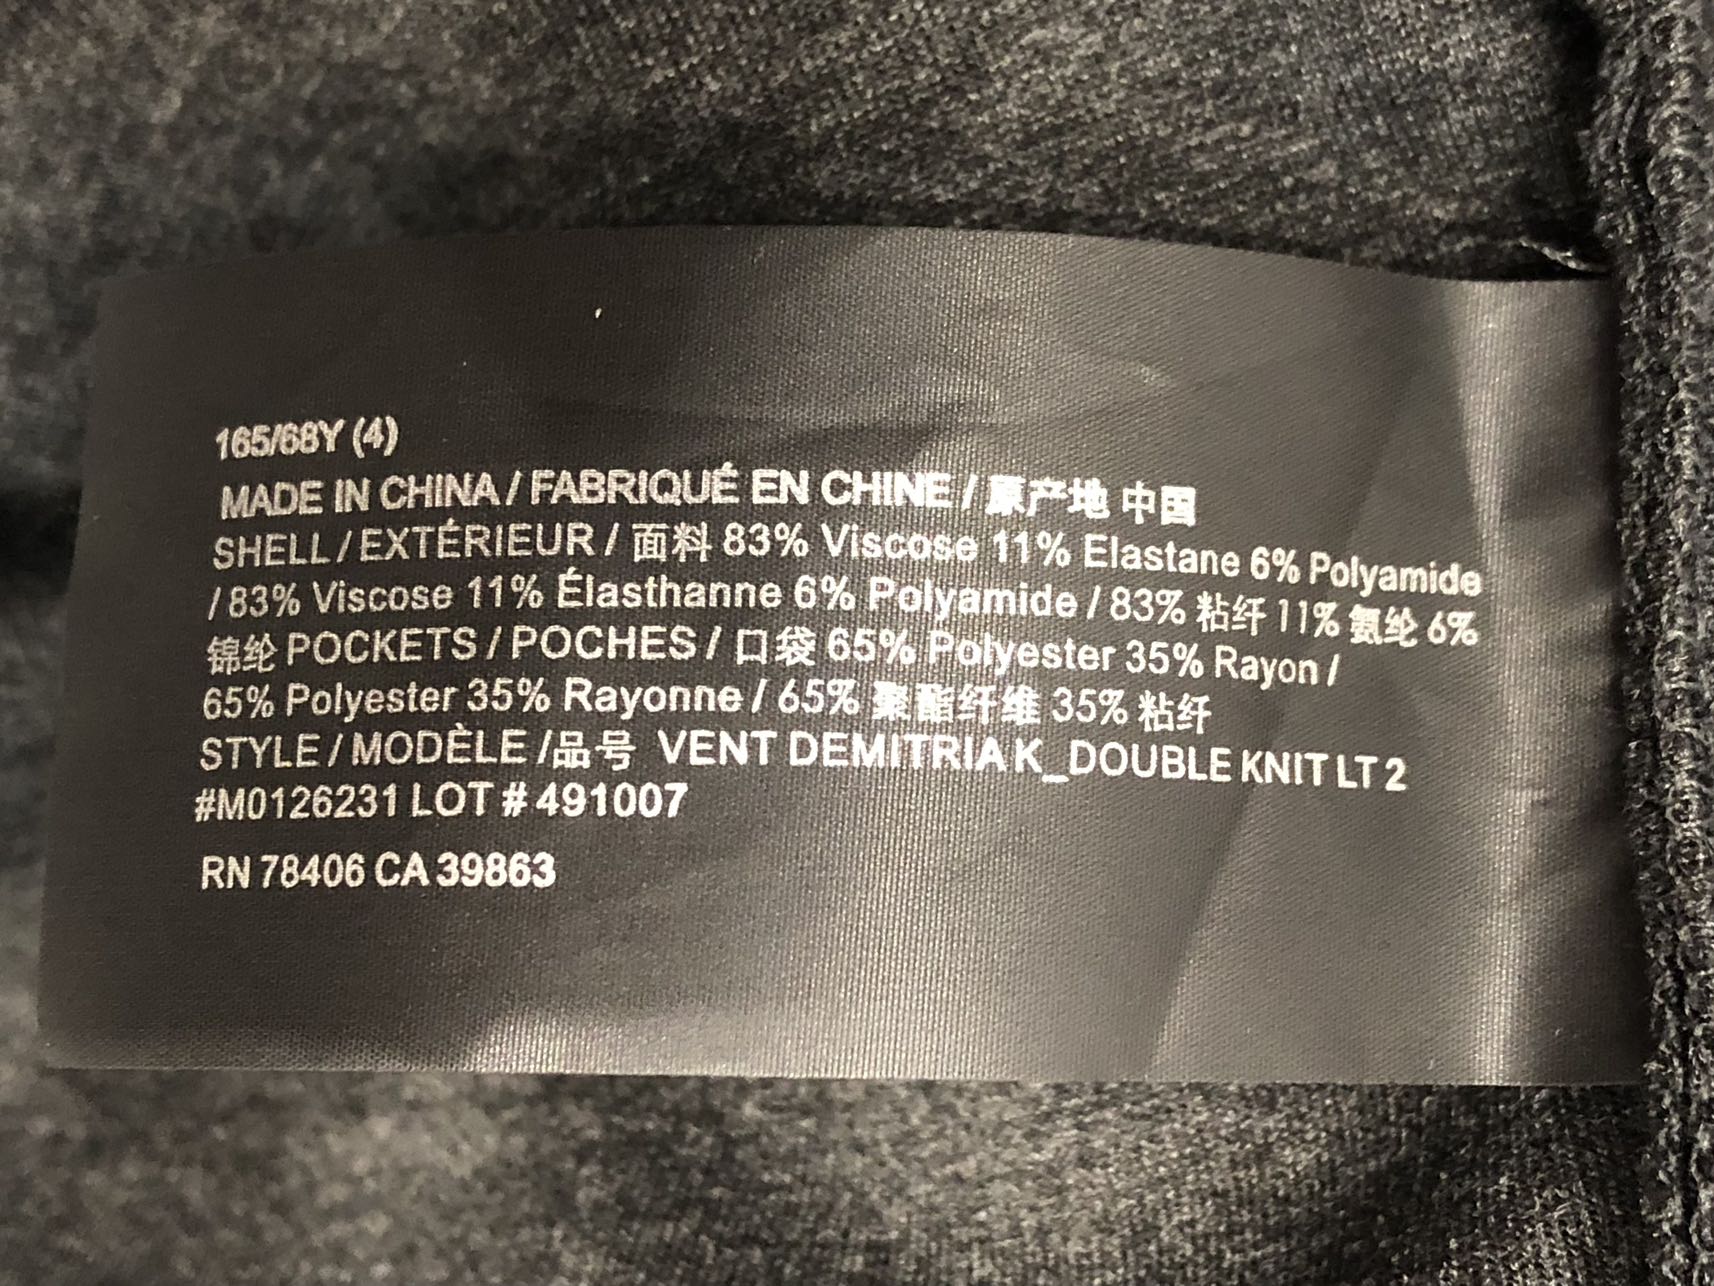 165/68Y (4)
MADE IN CHINA / FABRIQUÉ EN CHINE / 原产地 中国
SHELL / EXTÉRIEUR / 面料 83% Viscose 11% Elastane 6% Polyamide
/ 83% Viscose 11% Élasthanne 6% Polyamide / 83% 粘纤 11% 氨纶 6%
锦纶 POCKETS / POCHES / 口袋 65% Polyester 35% Rayon /
65% Polyester 35% Rayonne / 65% 聚酯纤维 35% 粘纤
STYLE / MODÈLE /品号 VENT DEMITRIA K_DOUBLE KNIT LT 2
#M0126231 LOT # 491007
RN 78406 CA 39863